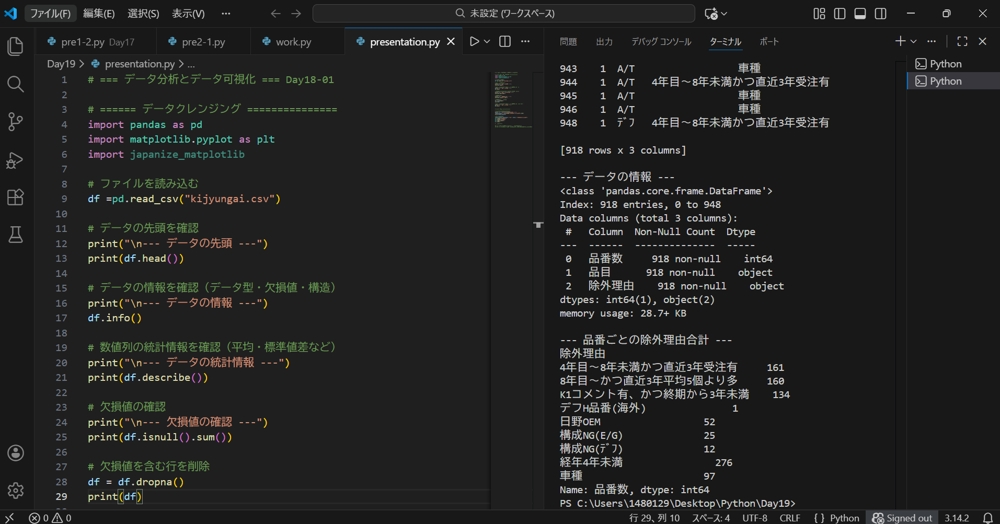 ファイル(F) 編集(E) 選択(S) 表示(V) ··· 未設定 (ワークスペース)
pre1-2.py Day17 pre2-1.py work.py presentation.py
Day19 > presentation.py > ...
1 # === データ分析とデータ可視化 === Day18-01
2
3 # ====== データクレンジング ===============
4 import pandas as pd
5 import matplotlib.pyplot as plt
6 import japanize_matplotlib
7
8 # ファイルを読み込む
9 df =pd.read_csv("kijyungai.csv")
10
11 # データの先頭を確認
12 print("\n--- データの先頭 ---")
13 print(df.head())
14
15 # データの情報を確認（データ型・欠損値・構造）
16 print("\n--- データの情報 ---")
17 df.info()
18
19 # 数値列の統計情報を確認（平均・標準値差など）
20 print("\n--- データの統計情報 ---")
21 print(df.describe())
22
23 # 欠損値の確認
24 print("\n--- 欠損値の確認 ---")
25 print(df.isnull().sum())
26
27 # 欠損値を含む行を削除
28 df = df.dropna()
29 print(df)
問題 出力 デバッグ コンソール ターミナル ポート
943 1 A/T 車種
944 1 A/T 4年目～8年未満かつ直近3年受注有
945 1 A/T 車種
946 1 A/T 車種
948 1 ﾃﾞﾌ 4年目～8年未満かつ直近3年受注有
[918 rows x 3 columns]
--- データの情報 ---
<class 'pandas.core.frame.DataFrame'>
Index: 918 entries, 0 to 948
Data columns (total 3 columns):
# Column Non-Null Count Dtype
--- ------ -------------- -----
0 品番数 918 non-null int64
1 品目 918 non-null object
2 除外理由 918 non-null object
dtypes: int64(1), object(2)
memory usage: 28.7+ KB
--- 品番ごとの除外理由合計 ---
除外理由
4年目～8年未満かつ直近3年受注有 161
8年目～かつ直近3年平均5個より多 160
K1コメント有、かつ終期から3年未満 134
デフH品番(海外) 1
日野OEM 52
構成NG(E/G) 25
構成NG(ﾃﾞﾌ) 12
経年4年未満 276
車種 97
Name: 品番数, dtype: int64
PS C:\Users\1480129\Desktop\Python\Day19>
Python
Python
0 0 行 29、列 10 スペース: 4 UTF-8 CRLF { } Python Signed out 3.14.2